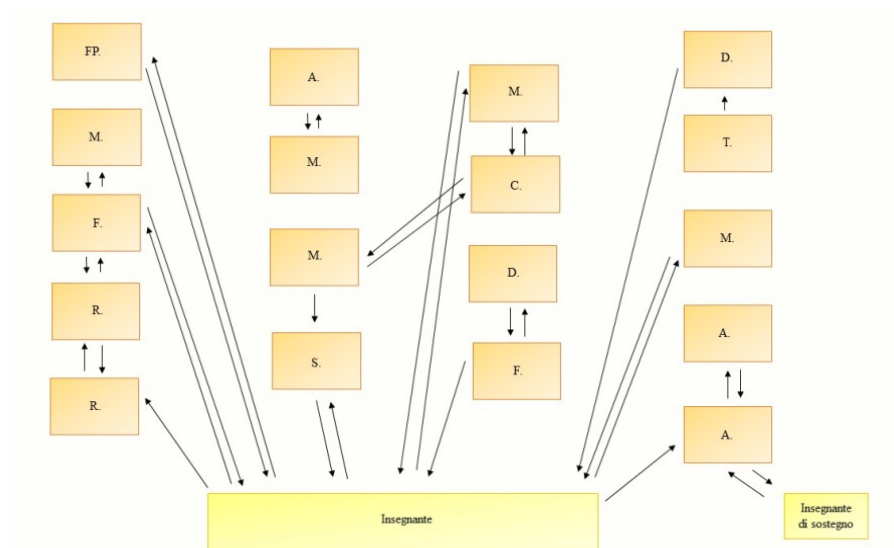 FP.
M.
F.
R.
R.
A.
M.
M.
S.
M.
C.
D.
F.
D.
T.
M.
A.
A.
Insegnante
Insegnante
di sostegno